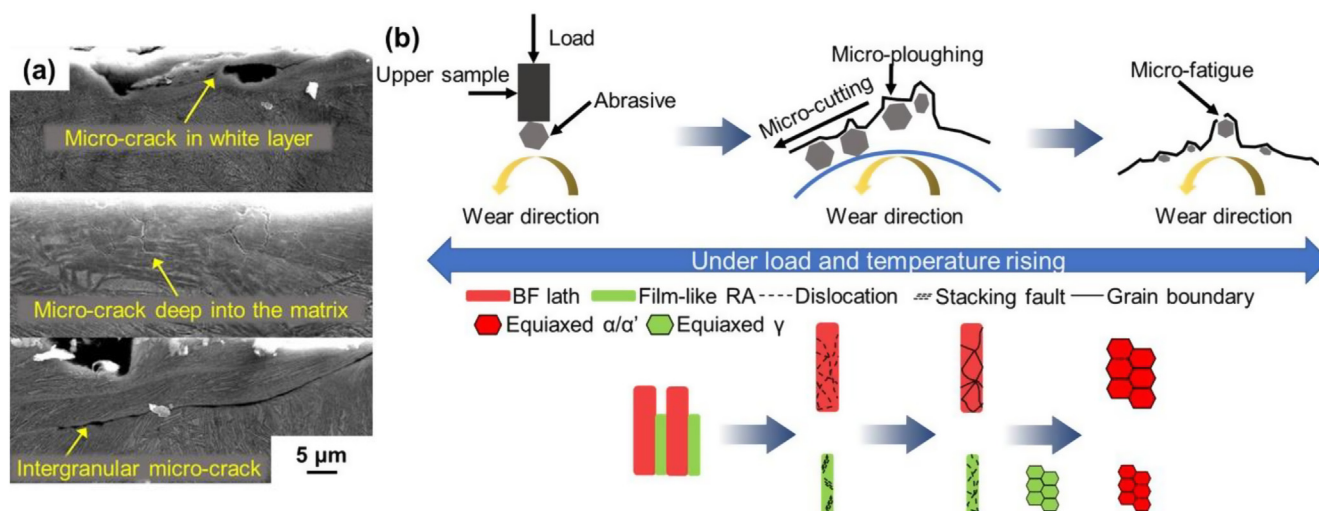 (a)
Micro-crack in white layer
Micro-crack deep into the matrix
Intergranular micro-crack
5 μm
(b)
Load
Upper sample
Abrasive
Wear direction
Micro-ploughing
Micro-cutting
Wear direction
Micro-fatigue
Wear direction
Under load and temperature rising
BF lath Film-like RA Dislocation Stacking fault Grain boundary
Equiaxed α/α’ Equiaxed γ